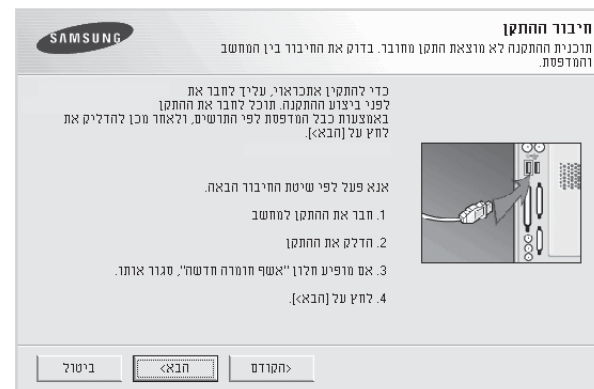 חיבור ההתקן
SAMSUNG
תוכנית ההתקנה לא מוצאת התקן מחובר. בדוק את החיבור בין המחשב
והמדפסת.
כדי להתקין אתכראוי, עליך לחבר את
לפני ביצוע ההתקנה. תוכל לחבר את ההתקן
באמצעות כבל המדפסת לפי התרשים, ולאחר מכן להדליק את
לחץ על [הבא>].
אנא פעל לפי שיטת החיבור הבאה.
1. חבר את ההתקן למחשב
2. הדלק את ההתקן
3. אם מופיע חלון "אשף חומרה חדשה", סגור אותו.
4. לחץ על [הבא>].
<הקודם
הבא>
ביטול